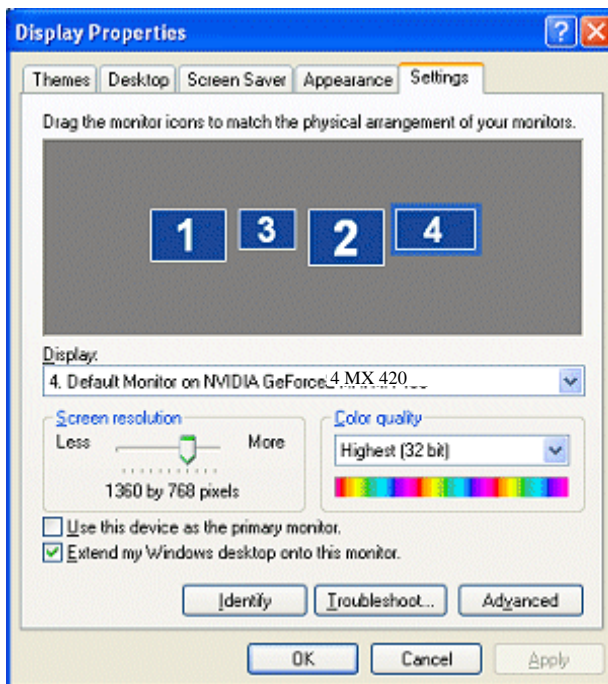 Display Properties
Themes Desktop Screen Saver Appearance Settings
Drag the monitor icons to match the physical arrangement of your monitors.
1 3 2 4
Display:
4. Default Monitor on NVIDIA GeForce 4 MX 420
Screen resolution
Less More
1360 by 768 pixels
Color quality
Highest (32 bit)
Use this device as the primary monitor.
Extend my Windows desktop onto this monitor.
Identify Troubleshoot... Advanced
OK Cancel Apply